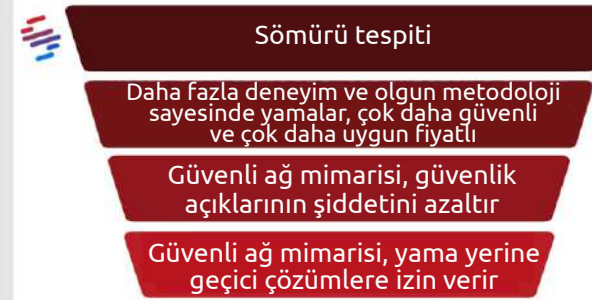 Sömürü tespiti
Daha fazla deneyim ve olgun metodoloji
sayesinde yamalar, çok daha güvenli
ve çok daha uygun fiyatlı
Güvenli ağ mimarisi, güvenlik
açıklarının şiddetini azaltır
Güvenli ağ mimarisi, yama yerine
geçici çözümlere izin verir